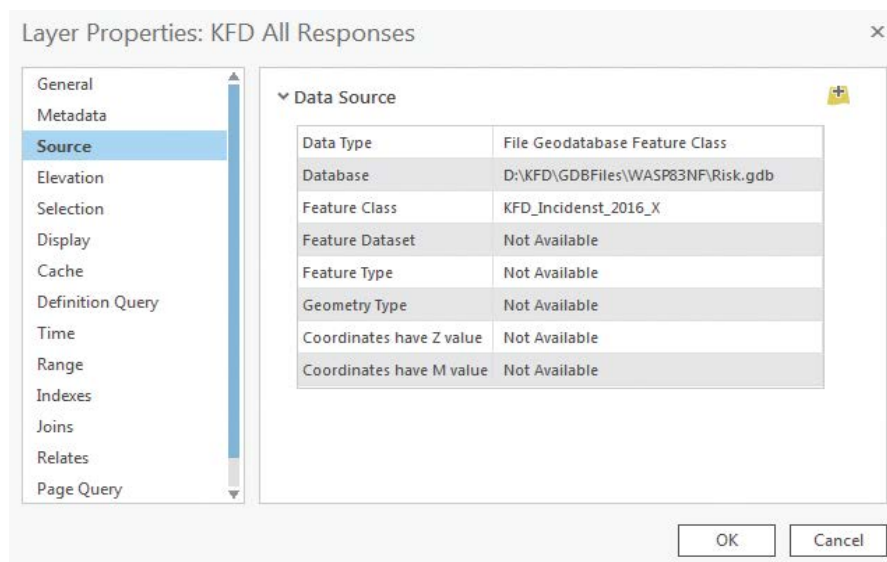 Layer Properties: KFD All Responses
General
Metadata
Source
Elevation
Selection
Display
Cache
Definition Query
Time
Range
Indexes
Joins
Relates
Page Query
Data Source
Data Type File Geodatabase Feature Class
Database D:\KFD\GDBFiles\WASP83NF\Risk.gdb
Feature Class KFD_Incidenst_2016_X
Feature Dataset Not Available
Feature Type Not Available
Geometry Type Not Available
Coordinates have Z value Not Available
Coordinates have M value Not Available
OK Cancel